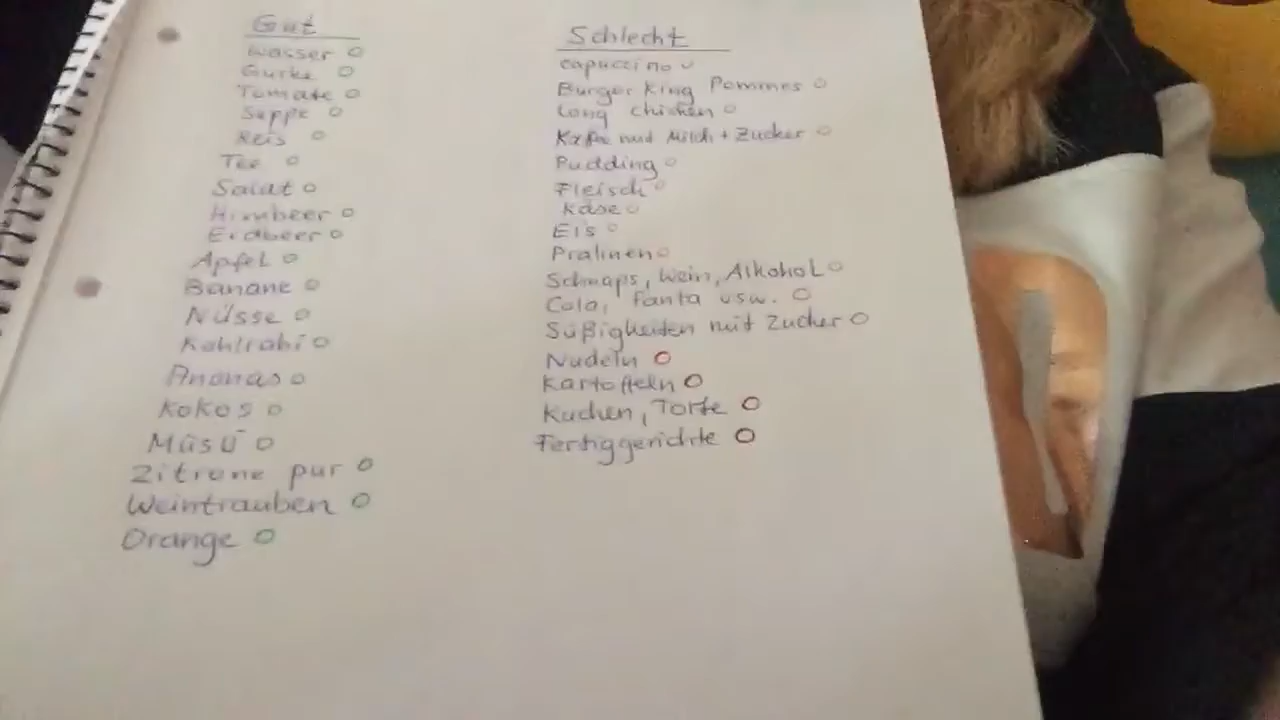 Gut
Wasser
Gurke
Tomate
Suppe
Reis
Tee
Salat
Himbeer
Erdbeer
Apfel
Banane
Nüsse
Kohlrabi
Ananas
Kokos
Müsli
Zitrone pur
Weintrauben
Orange
Schlecht
Capuccino
Burger King Pommes
Long Chicken
Kaffe mit Milch + Zucker
Pudding
Fleisch
Käse
Eis
Pralinen
Schnaps, Wein, Alkohol
Cola, Fanta usw.
Süßigkeiten mit Zucker
Nudeln
Kartoffeln
Kuchen, Torte
Fertiggerichte